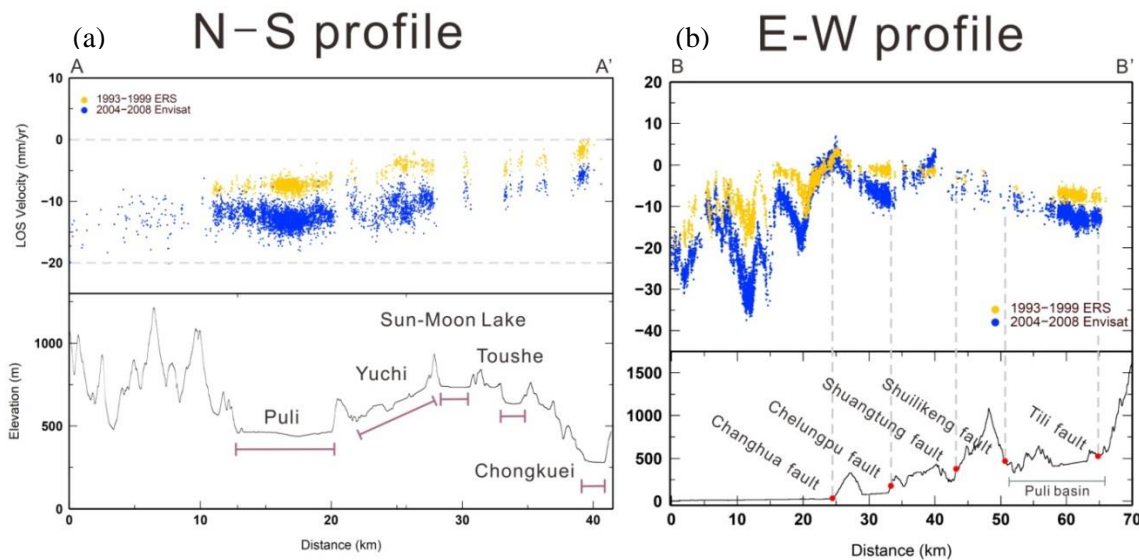 (a)
N-S profile
A
A'
1993-1999 ERS
2004-2008 Envisat
LOS Velocity (mm/yr)
10
0
-10
-20
Sun-Moon Lake
Toushe
Yuchi
Puli
Chongkuei
Elevation (m)
1000
500
0
0
10
20
30
40
Distance (km)
(b)
E-W profile
B
B'
20
10
0
-10
-20
-30
-40
1993-1999 ERS
2004-2008 Envisat
1500
1000
500
0
Changhua fault
Chelungpu fault
Shuangtung fault
Shuilikeng fault
Tili fault
Puli basin
0
10
20
30
40
50
60
70
Distance (km)